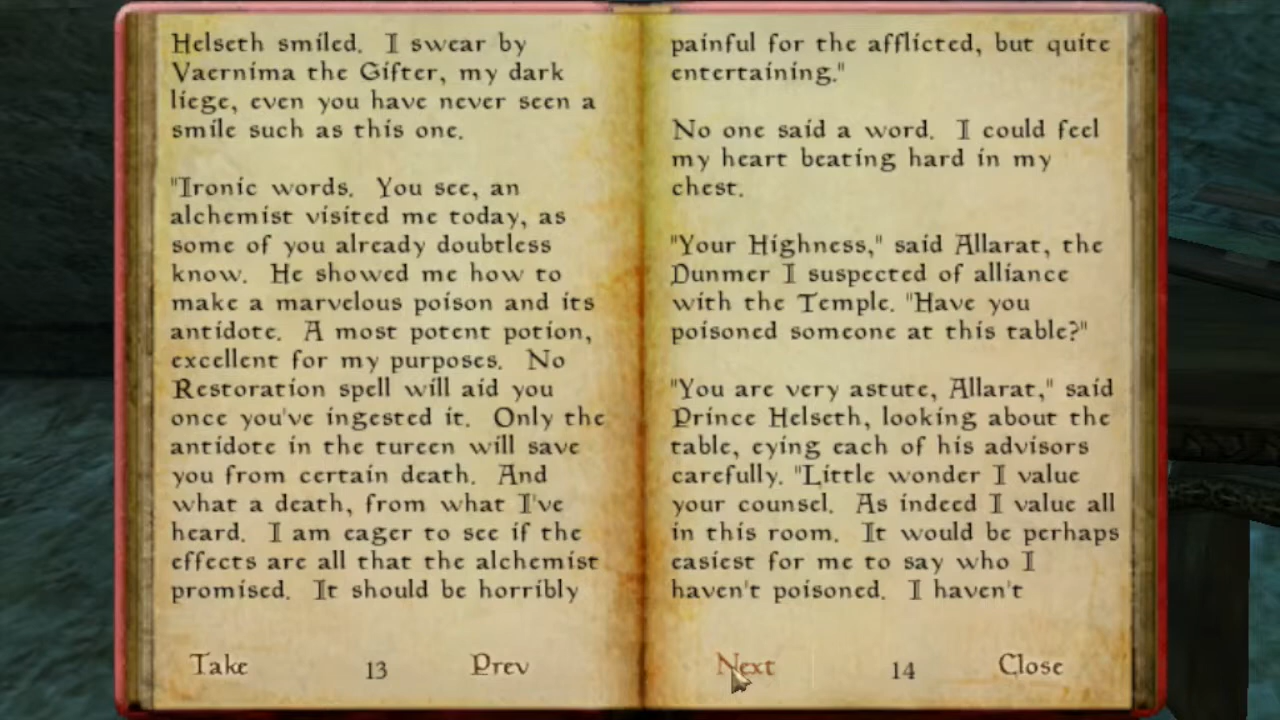 Helseth smiled. I swear by
Vaernima the Gifter, my dark
liege, even you have never seen a
smile such as this one.
"Ironic words. You see, an
alchemist visited me today, as
some of you already doubtless
know. He showed me how to
make a marvelous poison and its
antidote. A most potent potion,
excellent for my purposes. No
Restoration spell will aid you
once you've ingested it. Only the
antidote in the tureen will save
you from certain death. And
what a death, from what I've
heard. I am eager to see if the
effects are all that the alchemist
promised. It should be horribly
painful for the afflicted, but quite
entertaining."
No one said a word. I could feel
my heart beating hard in my
chest.
"Your Highness," said Allarat, the
Dunmer I suspected of alliance
with the Temple. "Have you
poisoned someone at this table?"
"You are very astute, Allarat," said
Prince Helseth, looking about the
table, eying each of his advisors
carefully. "Little wonder I value
your counsel. As indeed I value all
in this room. It would be perhaps
easiest for me to say who I
haven't poisoned. I haven't
Take 13 Prev Next 14 Close